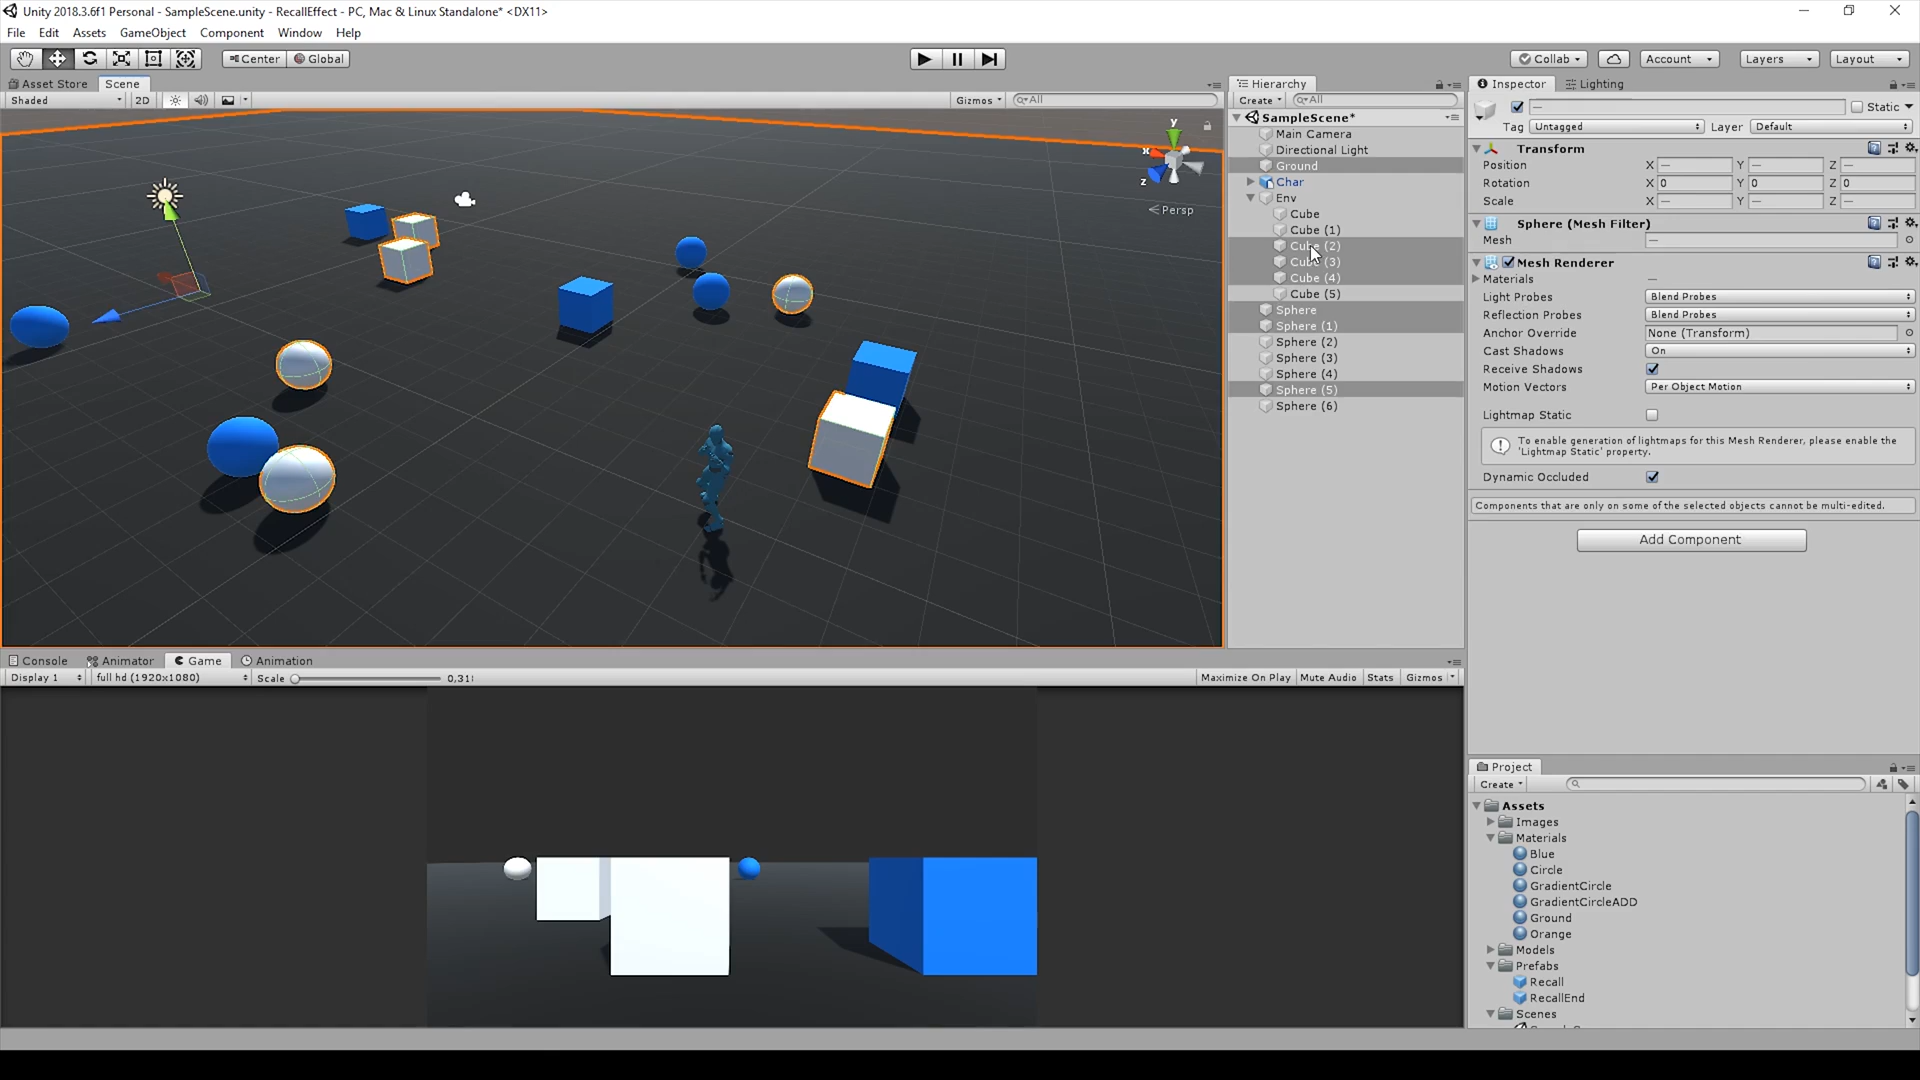 Unity 2018.3.6f1 Personal - SampleScene.unity - RecallEffect - PC, Mac & Linux Standalone* <DX11>
File Edit Assets GameObject Component Window Help
Center Global Collab Account Layers Layout
Asset Store Scene
Shaded 2D Gizmos All
y
x
z
Persp
Hierarchy
Create All
SampleScene*
Main Camera
Directional Light
Ground
Char
Env
Cube
Cube (1)
Cube (2)
Cube (3)
Cube (4)
Cube (5)
Sphere
Sphere (1)
Sphere (2)
Sphere (3)
Sphere (4)
Sphere (5)
Sphere (6)
Inspector Lighting
— Static
Tag Untagged Layer Default
Transform
Position X — Y — Z —
Rotation X 0 Y 0 Z 0
Scale X — Y — Z —
Sphere (Mesh Filter)
Mesh —
Mesh Renderer
Materials —
Light Probes Blend Probes
Reflection Probes Blend Probes
Anchor Override None (Transform)
Cast Shadows On
Receive Shadows
Motion Vectors Per Object Motion
Lightmap Static
To enable generation of lightmaps for this Mesh Renderer, please enable the
'Lightmap Static' property.
Dynamic Occluded
Components that are only on some of the selected objects cannot be multi-edited.
Add Component
Console Animator Game Animation
Display 1 full hd (1920x1080) Scale 0,31 Maximize On Play Mute Audio Stats Gizmos
Project
Create
Assets
Images
Materials
Blue
Circle
GradientCircle
GradientCircleADD
Ground
Orange
Models
Prefabs
Recall
RecallEnd
Scenes